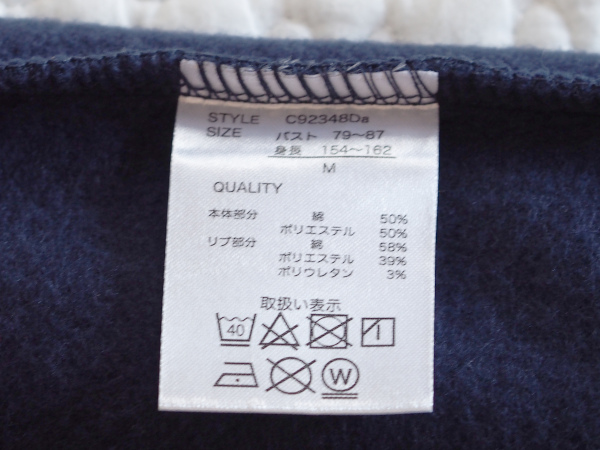 STYLE C92348Da
SIZE バスト 79～87
身長 154～162
M
QUALITY
本体部分 綿 50%
ポリエステル 50%
リブ部分 綿 58%
ポリエステル 39%
ポリウレタン 3%
取扱い表示
40
W